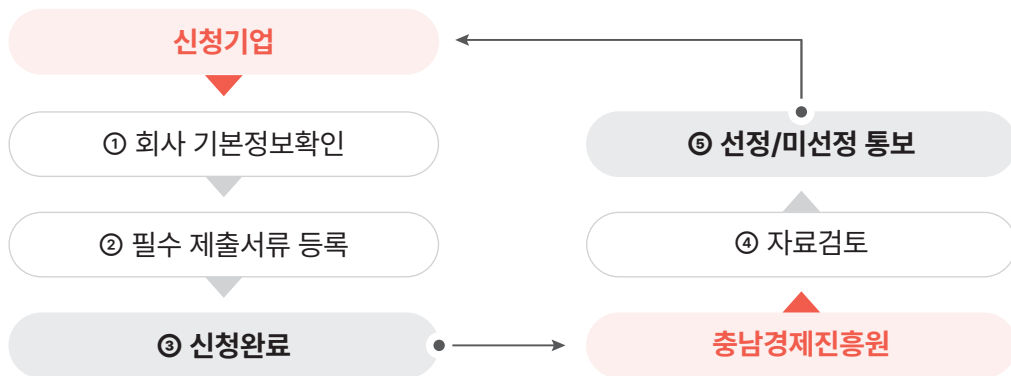 신청기업
① 회사 기본정보확인
② 필수 제출서류 등록
③ 신청완료
충남경제진흥원
④ 자료검토
⑤ 선정/미선정 통보